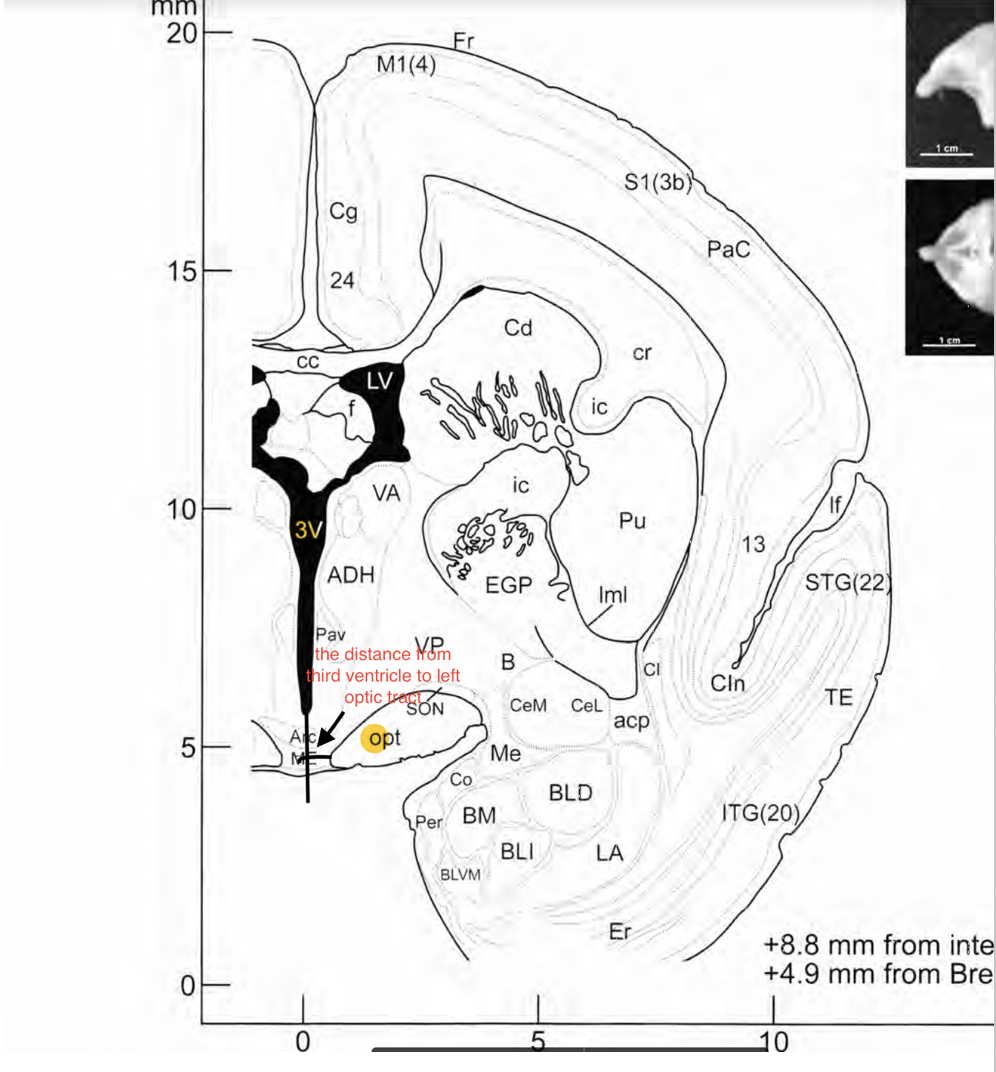 mm
20
Fr
M1(4)
1 cm
S1(3b)
Cg
PaC
15
24
1 cm
Cd
cc
cr
LV
ic
f
ic
VA
10
3V
Pu
lf
13
ADH
EGP
STG(22)
Iml
Pav
VP
the distance from
third ventricle to left
optic tract
B
Cl
Cln
TE
SON
CeM
CeL
acp
Arc
opt
5
Me
Co
BLD
BM
Per
ITG(20)
BLI
LA
BLVM
Er
+8.8 mm from inte
+4.9 mm from Bre
0
0
5
10